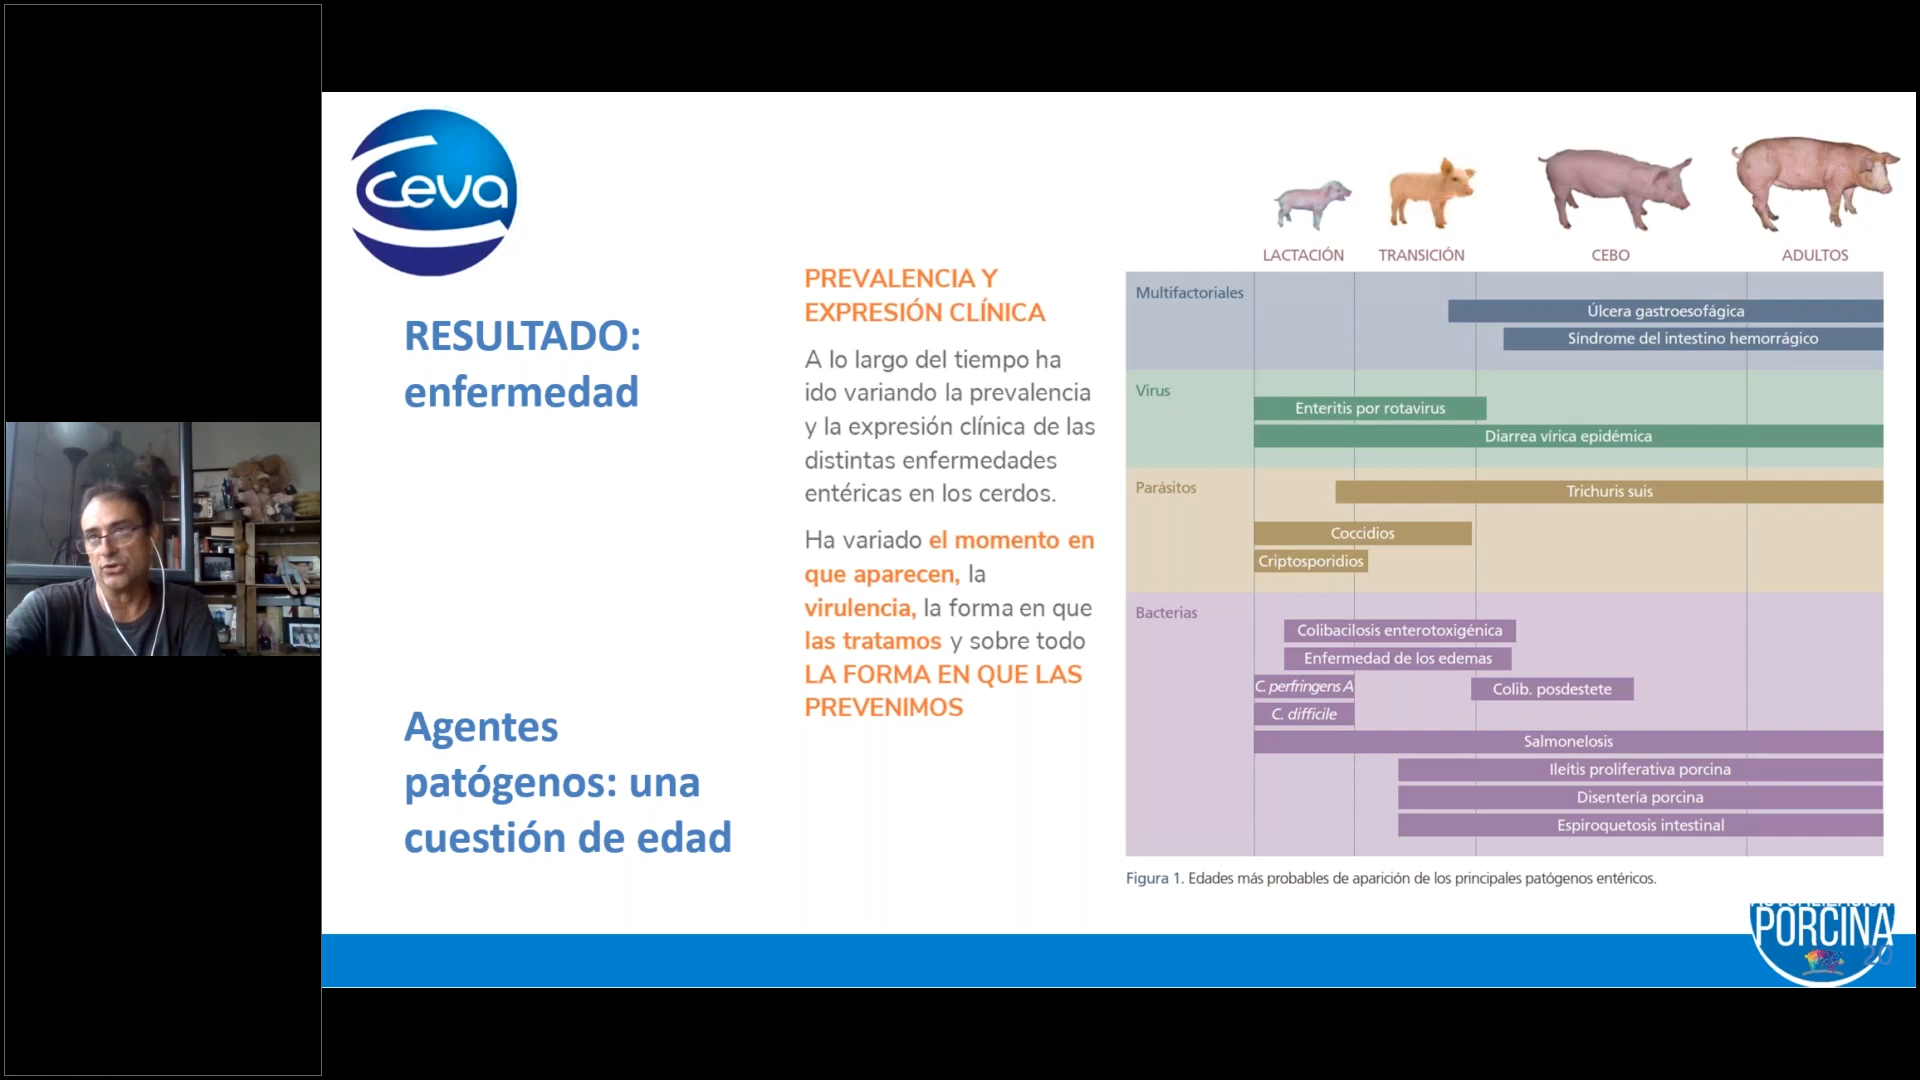 ceva
RESULTADO:
enfermedad
Agentes
patógenos: una
cuestión de edad
PREVALENCIA Y
EXPRESIÓN CLÍNICA
A lo largo del tiempo ha
ido variando la prevalencia
y la expresión clínica de las
distintas enfermedades
entéricas en los cerdos.
Ha variado el momento en
que aparecen, la
virulencia, la forma en que
las tratamos y sobre todo
LA FORMA EN QUE LAS
PREVENIMOS
LACTACIÓN TRANSICIÓN CEBO ADULTOS
Multifactoriales
Úlcera gastroesofágica
Síndrome del intestino hemorrágico
Virus
Enteritis por rotavirus
Diarrea vírica epidémica
Parásitos
Trichuris suis
Coccidios
Criptosporidios
Bacterias
Colibacilosis enterotoxigénica
Enfermedad de los edemas
C. perfringens A
Colib. posdestete
C. difficile
Salmonelosis
Ileítis proliferativa porcina
Disentería porcina
Espiroquetosis intestinal
Figura 1. Edades más probables de aparición de los principales patógenos entéricos.
PORCINA
20